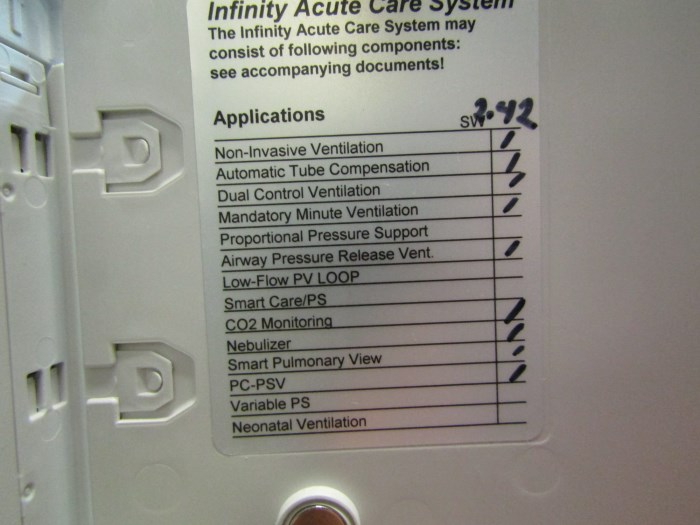 Infinity Acute Care System
The Infinity Acute Care System may
consist of following components:
see accompanying documents!
Applications SW 2.42
Non-Invasive Ventilation
Automatic Tube Compensation
Dual Control Ventilation
Mandatory Minute Ventilation
Proportional Pressure Support
Airway Pressure Release Vent.
Low-Flow PV LOOP
Smart Care/PS
CO2 Monitoring
Nebulizer
Smart Pulmonary View
PC-PSV
Variable PS
Neonatal Ventilation